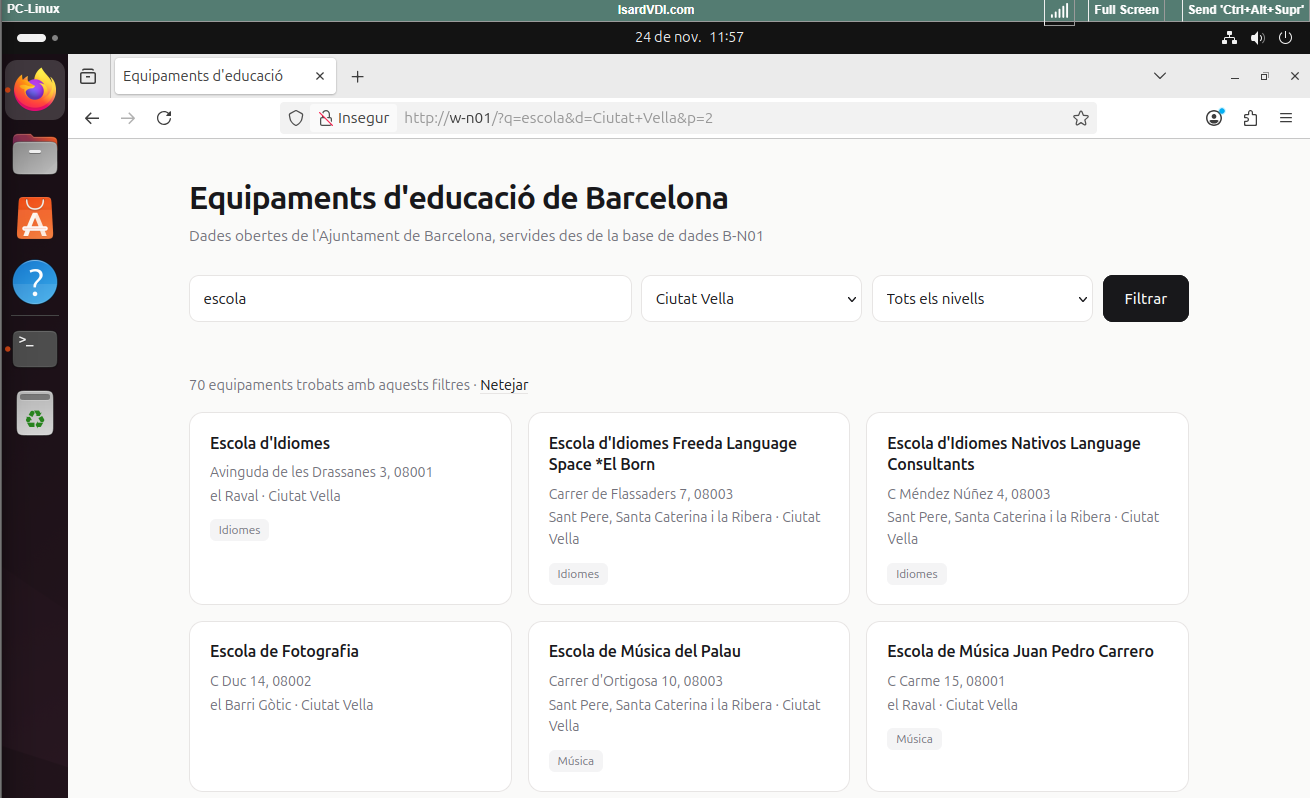 PC-Linux
IsardVDI.com
Full Screen
Send 'Ctrl+Alt+Supr'
24 de nov. 11:57
Equipaments d'educació
Insegur
http://w-n01/?q=escola&d=Ciutat+Vella&p=2
Equipaments d'educació de Barcelona
Dades obertes de l'Ajuntament de Barcelona, servides des de la base de dades B-N01
escola
Ciutat Vella
Tots els nivells
Filtrar
70 equipaments trobats amb aquests filtres · Netejar
Escola d'Idiomes
Avinguda de les Drassanes 3, 08001
el Raval · Ciutat Vella
Idiomes
Escola d'Idiomes Freeda Language
Space *El Born
Carrer de Flassaders 7, 08003
Sant Pere, Santa Caterina i la Ribera · Ciutat
Vella
Idiomes
Escola d'Idiomes Nativos Language
Consultants
C Méndez Núñez 4, 08003
Sant Pere, Santa Caterina i la Ribera · Ciutat
Vella
Idiomes
Escola de Fotografia
C Duc 14, 08002
el Barri Gòtic · Ciutat Vella
Escola de Música del Palau
Carrer d'Ortigosa 10, 08003
Sant Pere, Santa Caterina i la Ribera · Ciutat
Vella
Música
Escola de Música Juan Pedro Carrero
C Carme 15, 08001
el Raval · Ciutat Vella
Música